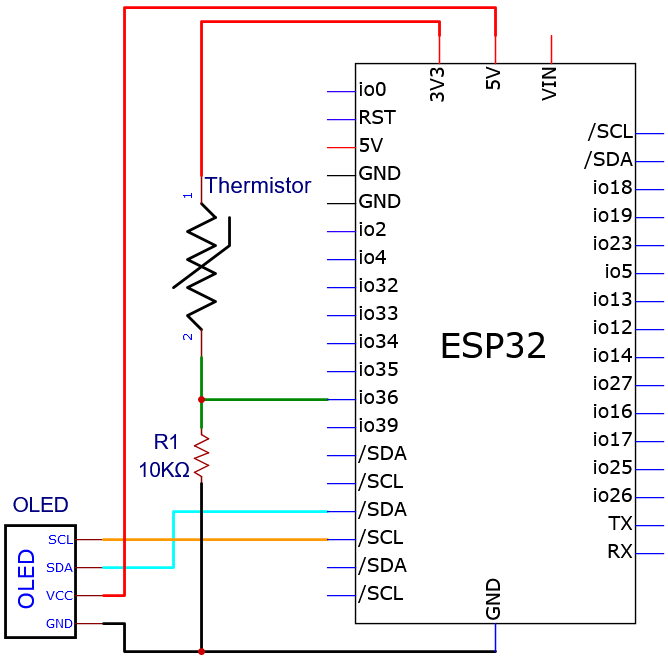 3V3
5V
VIN
io0
RST
5V
GND
GND
io2
io4
io32
io33
io34
io35
io36
io39
/SDA
/SCL
/SDA
/SCL
/SDA
/SCL
ESP32
/SCL
/SDA
io18
io19
io23
io5
io13
io12
io14
io27
io16
io17
io25
io26
TX
RX
GND
Thermistor
1
2
R1
10KΩ
OLED
OLED
SCL
SDA
VCC
GND